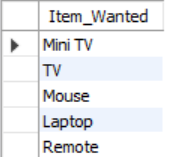 Item_Wanted
Mini TV
TV
Mouse
Laptop
Remote